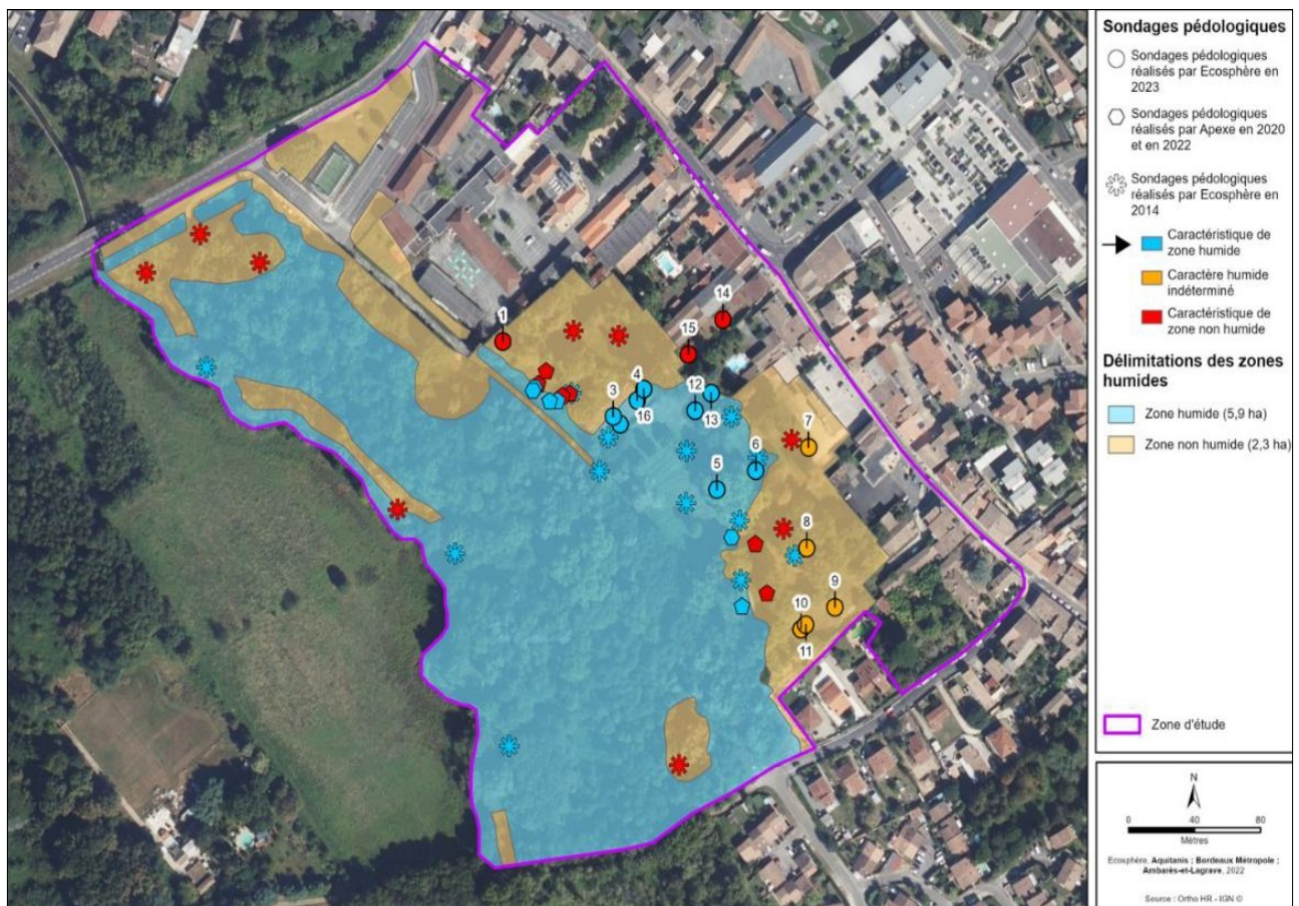 Sondages pédologiques
Sondages pédologiques
réalisés par Ecosphère en
2023
Sondages pédologiques
réalisés par Apexe en 2020
et en 2022
Sondages pédologiques
réalisés par Ecosphère en
2014
Caractéristique de
zone humide
Caractère humide
indéterminé
Caractéristique de
zone non humide
Délimitations des zones
humides
Zone humide (5,9 ha)
Zone non humide (2,3 ha)
Zone d'étude
N
0 40 80
Mètres
Ecosphère, Aquitanis ; Bordeaux Métropole ;
Ambarès-et-Lagrave, 2022
Source : Ortho HR - IGN ©
14
1
15
4
3
12
16
13
7
6
5
8
9
10
11